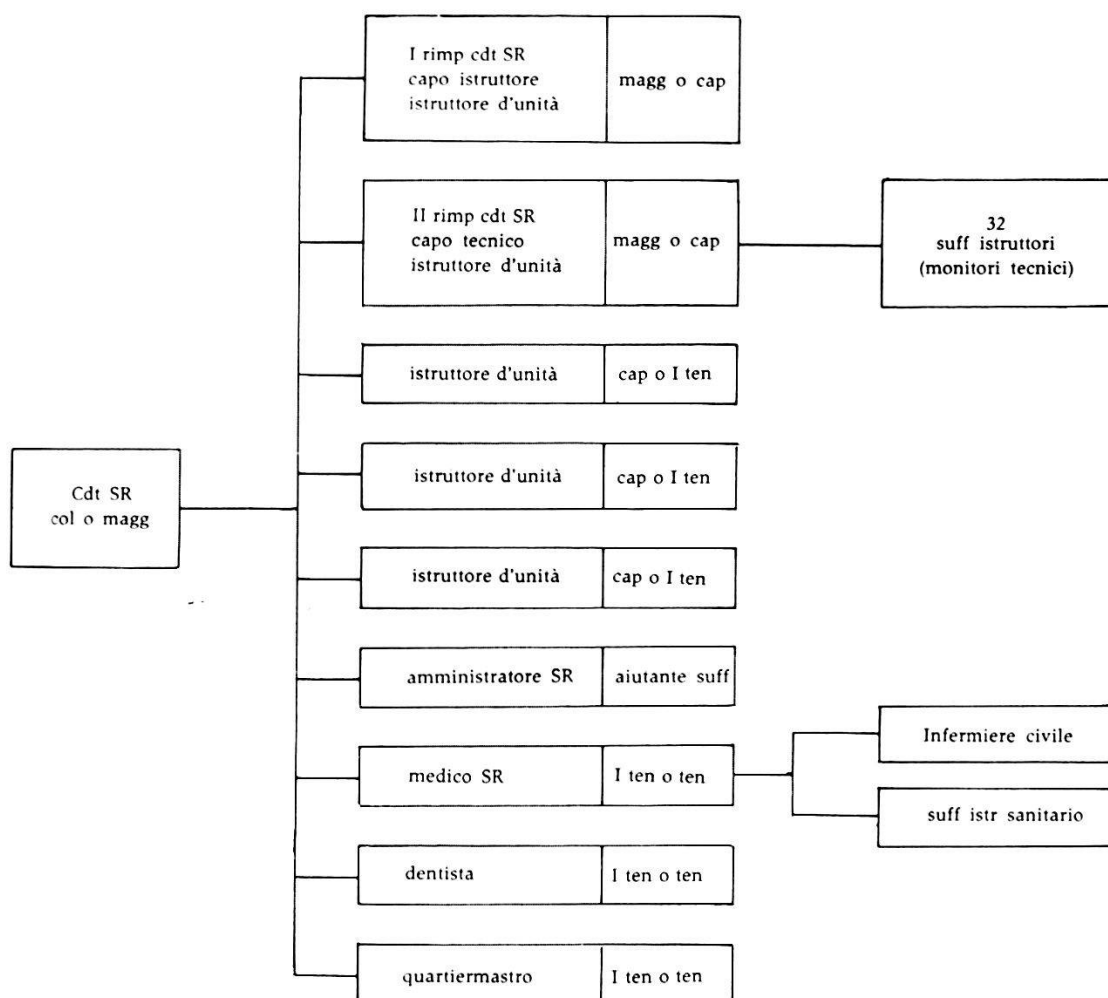 I rimp cdt SR
capo istruttore
istruttore d'unità
magg o cap
II rimp cdt SR
capo tecnico
istruttore d'unità
magg o cap
32
suff istruttori
(monitori tecnici)
istruttore d'unità
cap o I ten
istruttore d'unità
cap o I ten
Cdt SR
col o magg
istruttore d'unità
cap o I ten
amministratore SR
aiutante suff
Infermiere civile
medico SR
I ten o ten
suff istr sanitario
dentista
I ten o ten
quartiermastro
I ten o ten